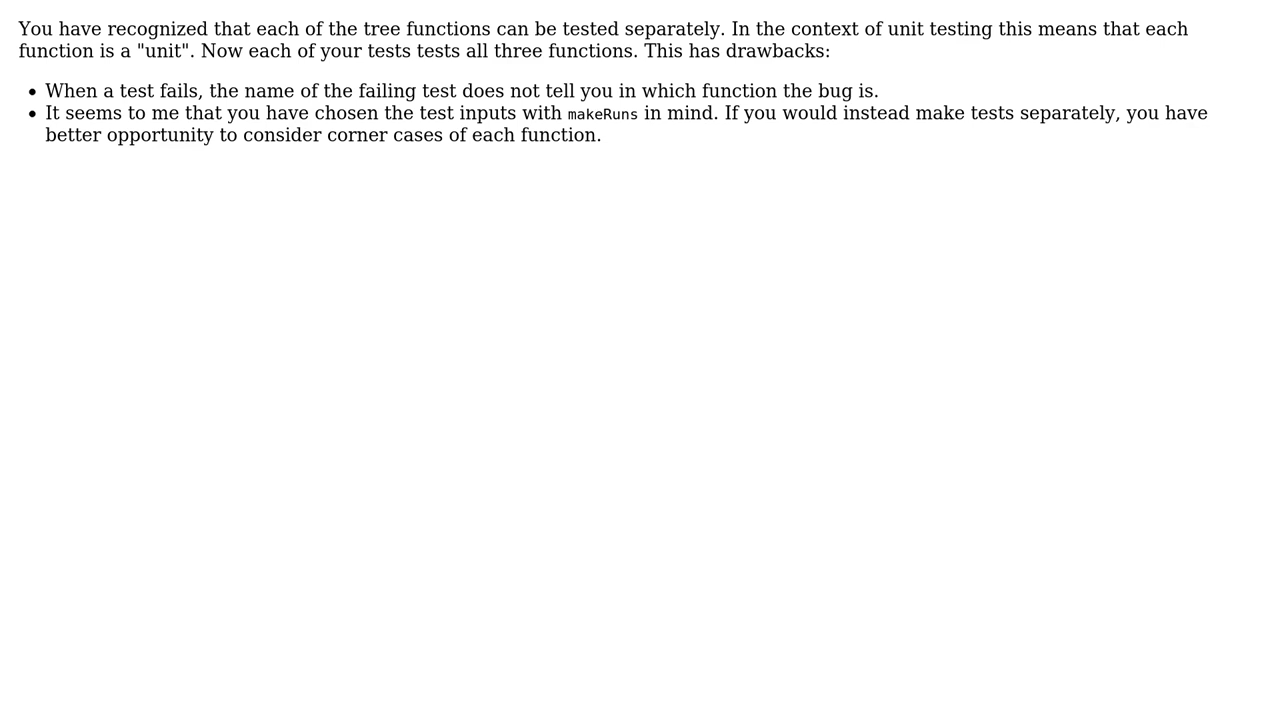 You have recognized that each of the tree functions can be tested separately. In the context of unit testing this means that each
function is a "unit". Now each of your tests tests all three functions. This has drawbacks:
• When a test fails, the name of the failing test does not tell you in which function the bug is.
• It seems to me that you have chosen the test inputs with makeRuns in mind. If you would instead make tests separately, you have
better opportunity to consider corner cases of each function.